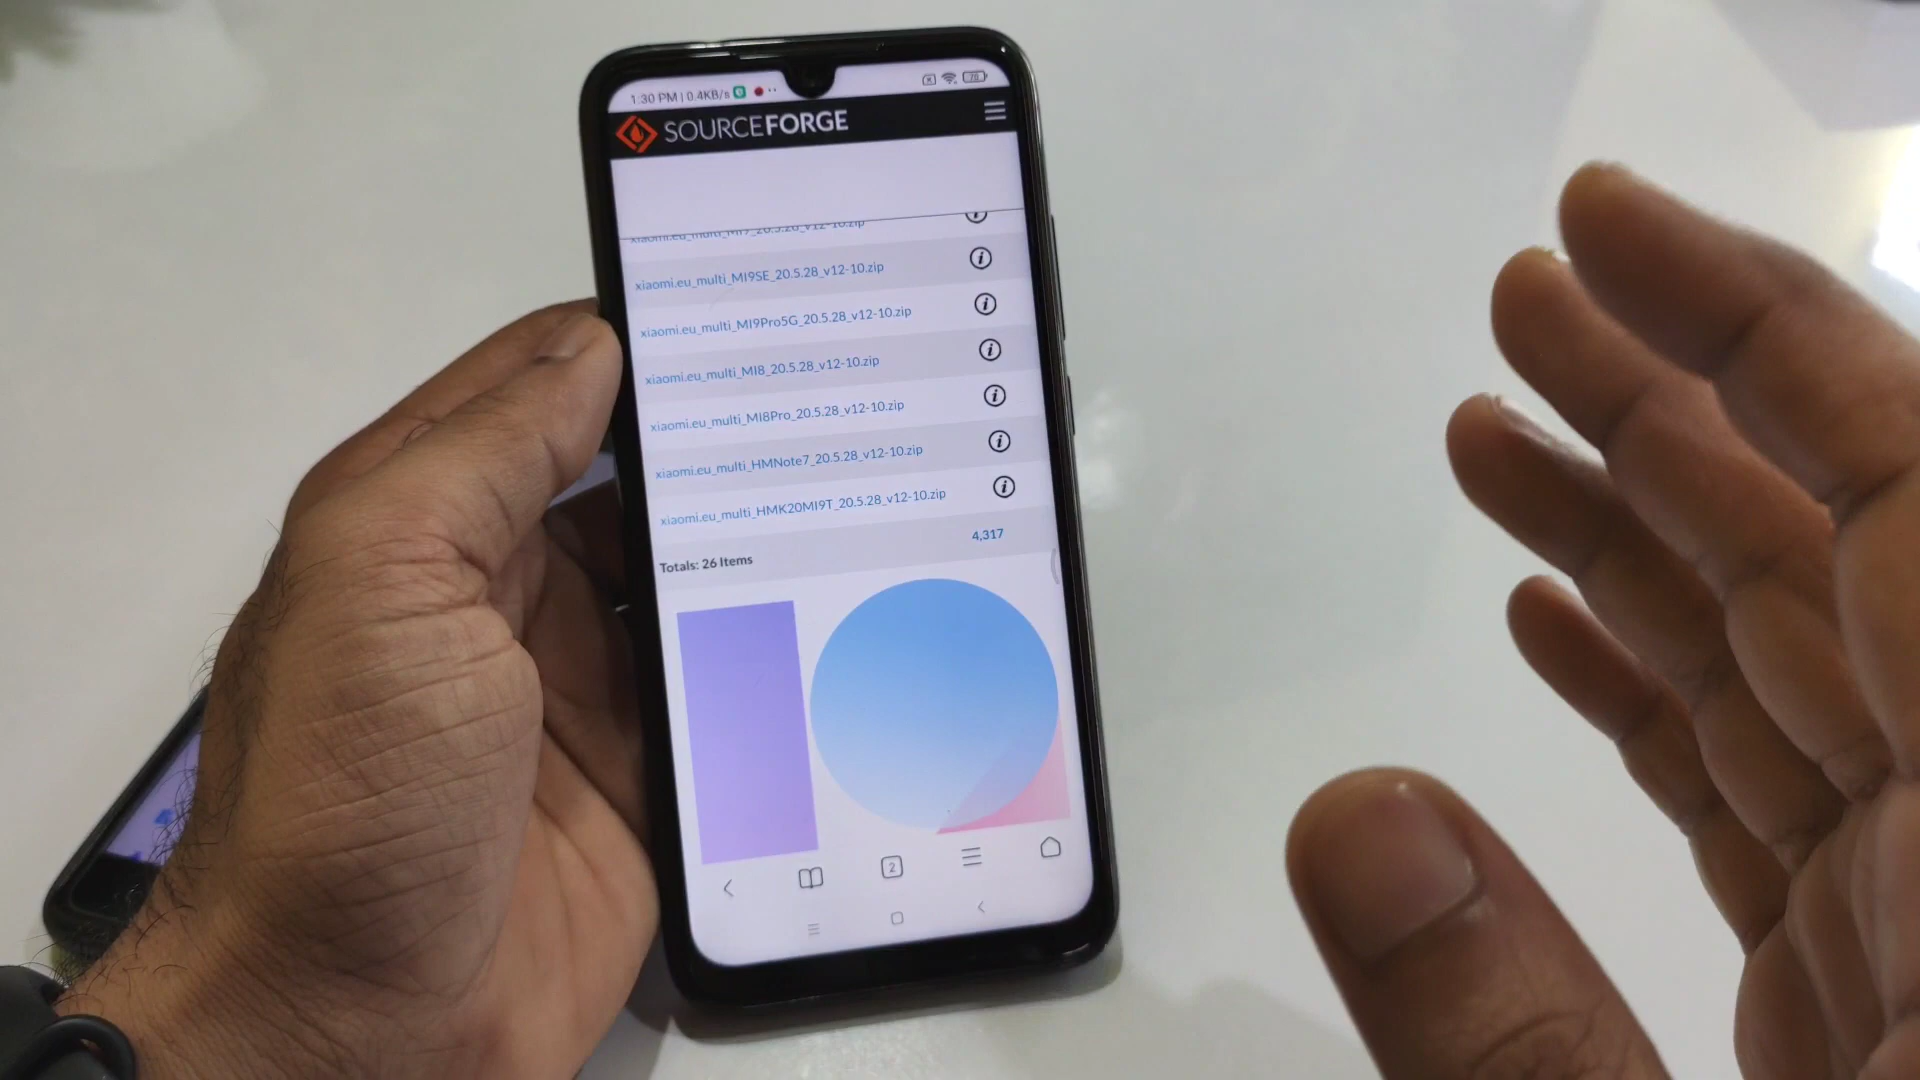 1:30 PM | 0.4KB/s
70
SOURCEFORGE
xiaomi.eu_multi_MI9SE_20.5.28_v12-10.zip
xiaomi.eu_multi_MI9Pro5G_20.5.28_v12-10.zip
xiaomi.eu_multi_MI8_20.5.28_v12-10.zip
xiaomi.eu_multi_MI8Pro_20.5.28_v12-10.zip
xiaomi.eu_multi_HMNote7_20.5.28_v12-10.zip
xiaomi.eu_multi_HMK20MI9T_20.5.28_v12-10.zip
4,317
Totals: 26 Items
2